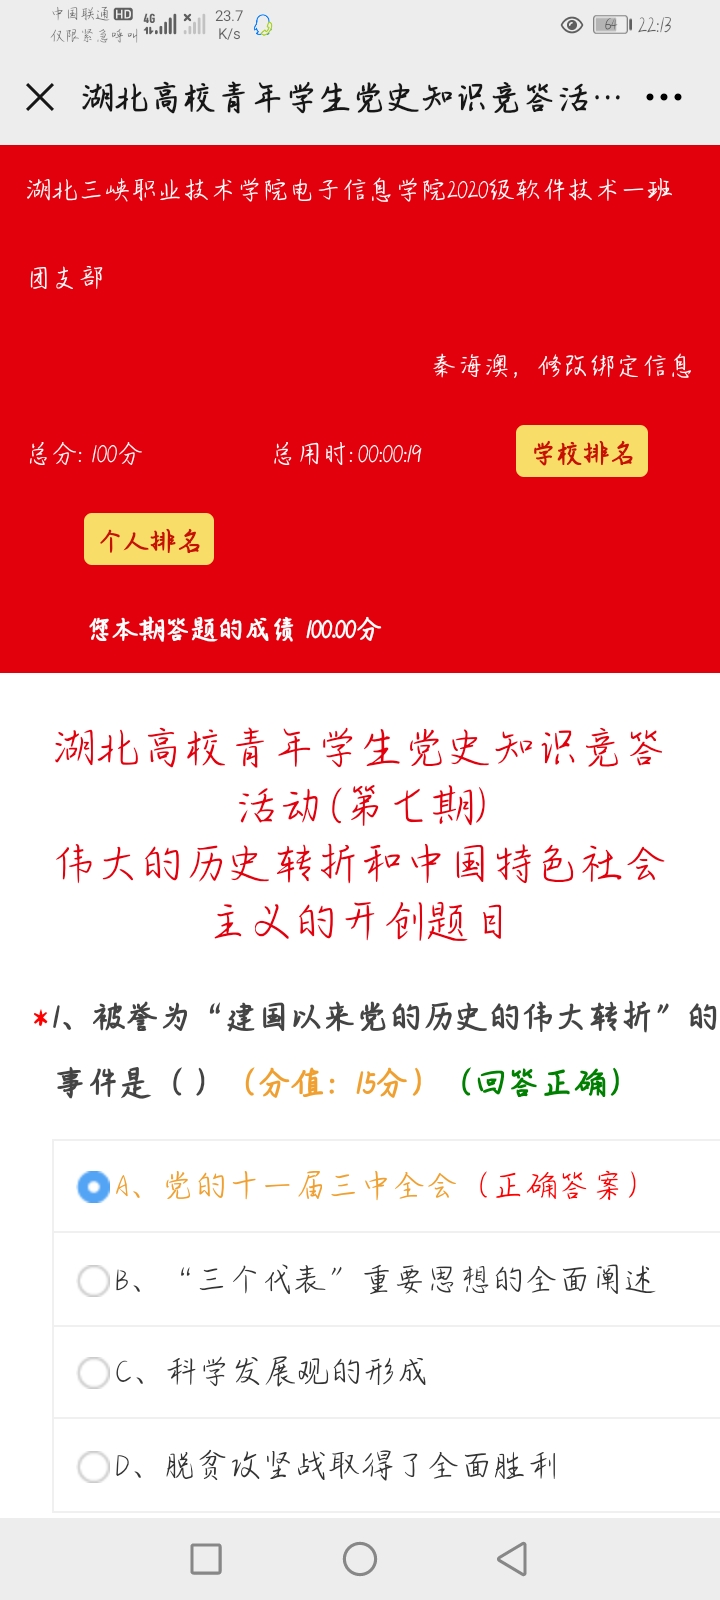 中国联通 HD 4G 23.7 K/s 64 22:13
仅限紧急呼叫
湖北高校青年学生党史知识竞答活…
湖北三峡职业技术学院电子信息学院2020级软件技术一班
团支部
秦海澳，修改绑定信息
总分: 100分 总用时: 00:00:19 学校排名
个人排名
您本期答题的成绩 100.00分
湖北高校青年学生党史知识竞答
活动(第七期)
伟大的历史转折和中国特色社会
主义的开创题目
*1、被誉为“建国以来党的历史的伟大转折”的
事件是（ ）（分值：15分）（回答正确）
A、党的十一届三中全会（正确答案）
B、“三个代表”重要思想的全面阐述
C、科学发展观的形成
D、脱贫攻坚战取得了全面胜利